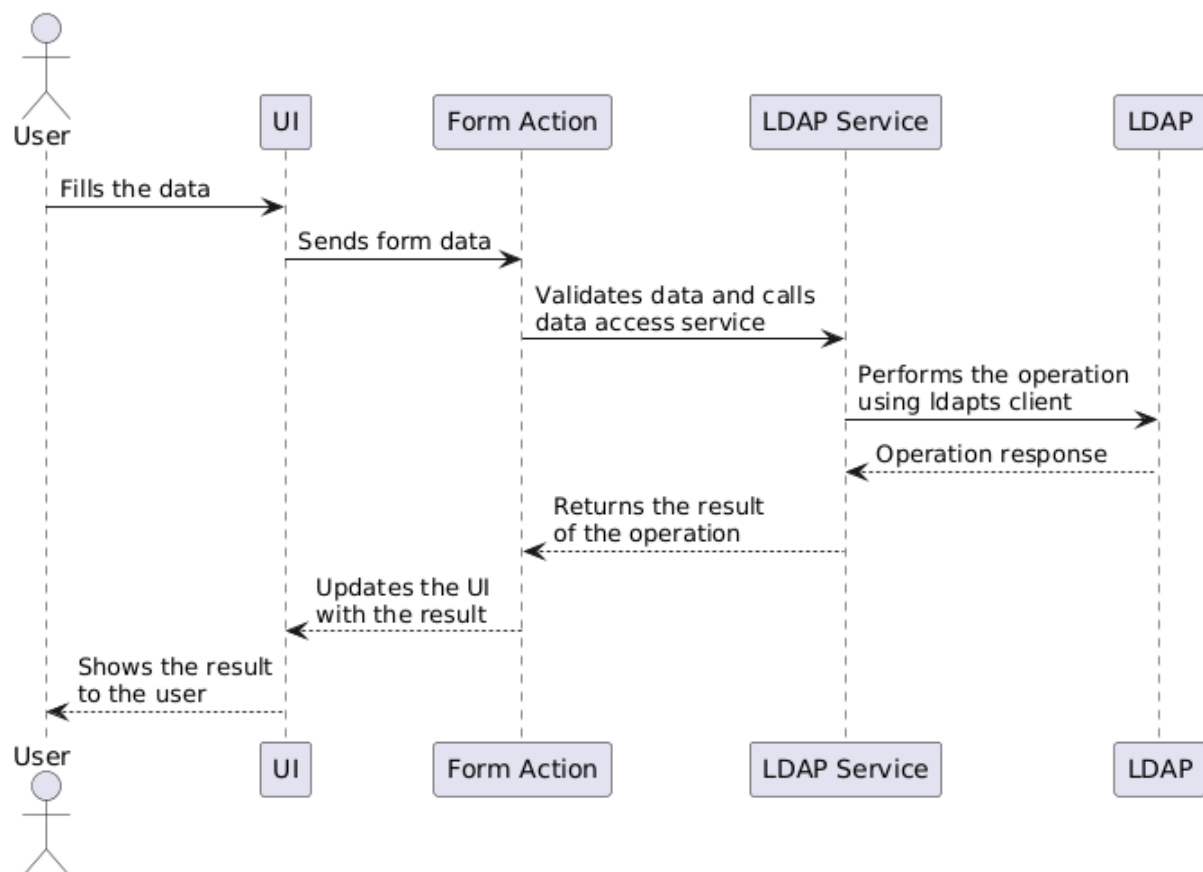 User
UI
Form Action
LDAP Service
LDAP
Fills the data
Sends form data
Validates data and calls
data access service
Performs the operation
using ldapts client
Operation response
Returns the result
of the operation
Updates the UI
with the result
Shows the result
to the user
User
UI
Form Action
LDAP Service
LDAP